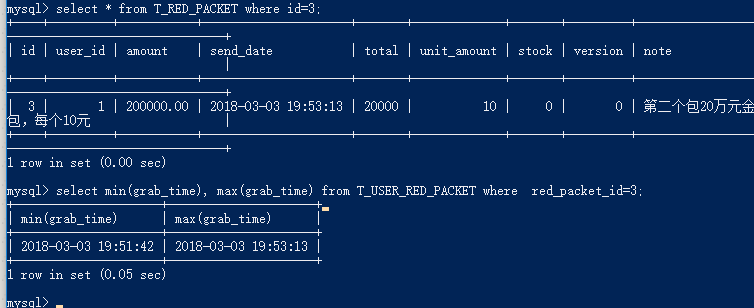 mysql> select * from T_RED_PACKET where id=3;
| id | user_id | amount | send_date | total | unit_amount | stock | version | note
| 3 | 1 | 200000.00 | 2018-03-03 19:53:13 | 20000 | 10 | 0 | 0 | 第二个包20万元金
包，每个10元 |
1 row in set (0.00 sec)
mysql> select min(grab_time), max(grab_time) from T_USER_RED_PACKET where red_packet_id=3;
| min(grab_time) | max(grab_time) |
| 2018-03-03 19:51:42 | 2018-03-03 19:53:13 |
1 row in set (0.05 sec)
mysql>